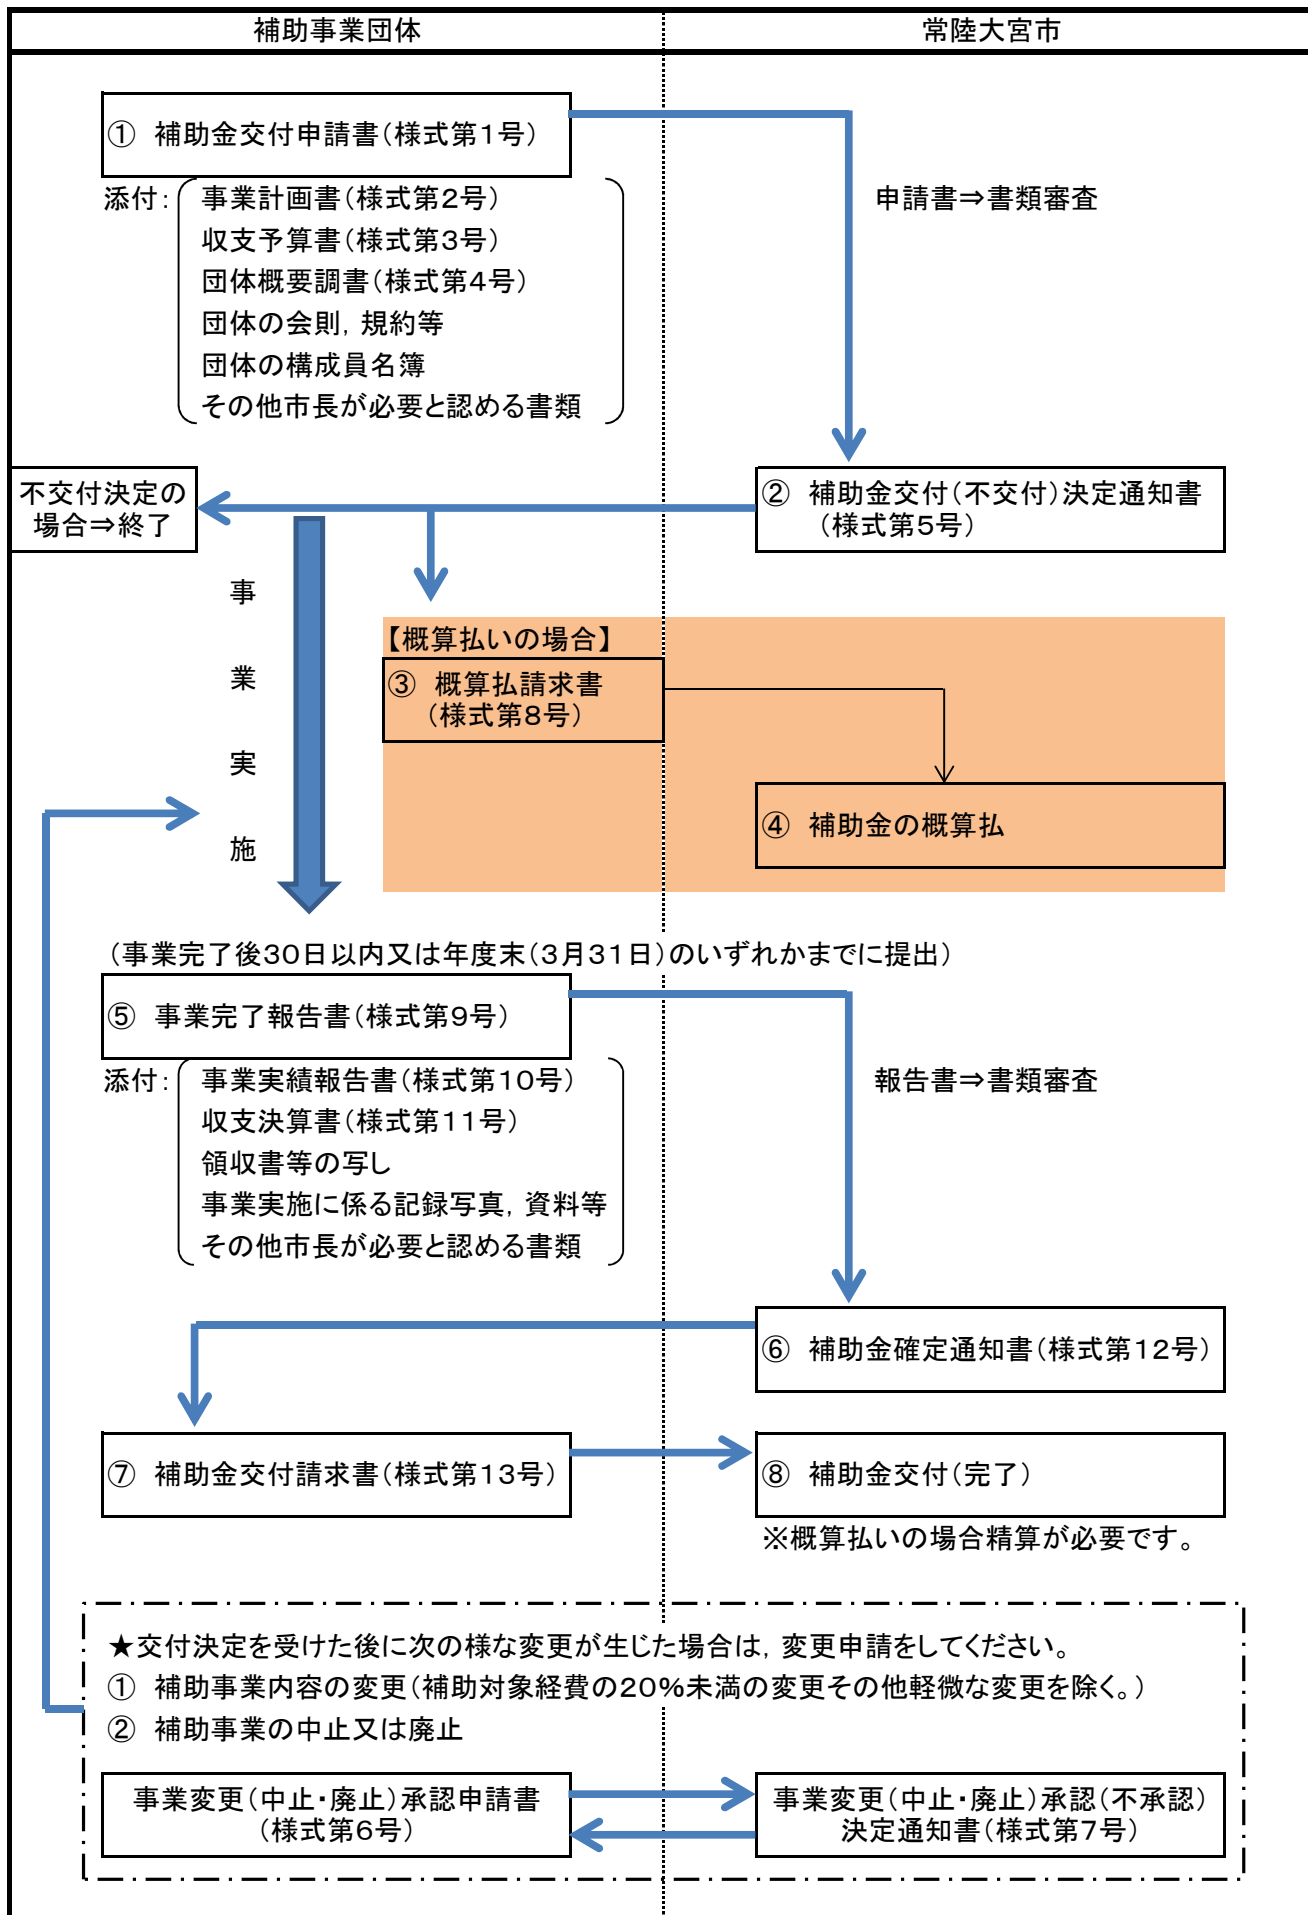 補助事業団体
常陸大宮市
① 補助金交付申請書(様式第1号)
添付:
事業計画書(様式第2号)
収支予算書(様式第3号)
団体概要調書(様式第4号)
団体の会則,規約等
団体の構成員名簿
その他市長が必要と認める書類
申請書⇒書類審査
不交付決定の
場合⇒終了
② 補助金交付(不交付)決定通知書
(様式第5号)
事
業
実
施
【概算払いの場合】
③ 概算払請求書
(様式第8号)
④ 補助金の概算払
(事業完了後30日以内又は年度末(3月31日)のいずれかまでに提出)
⑤ 事業完了報告書(様式第9号)
添付:
事業実績報告書(様式第10号)
収支決算書(様式第11号)
領収書等の写し
事業実施に係る記録写真,資料等
その他市長が必要と認める書類
報告書⇒書類審査
⑥ 補助金確定通知書(様式第12号)
⑦ 補助金交付請求書(様式第13号)
⑧ 補助金交付(完了)
※概算払いの場合精算が必要です。
★交付決定を受けた後に次の様な変更が生じた場合は,変更申請をしてください。
① 補助事業内容の変更(補助対象経費の20%未満の変更その他軽微な変更を除く。)
② 補助事業の中止又は廃止
事業変更(中止・廃止)承認申請書
(様式第6号)
事業変更(中止・廃止)承認(不承認)
決定通知書(様式第7号)